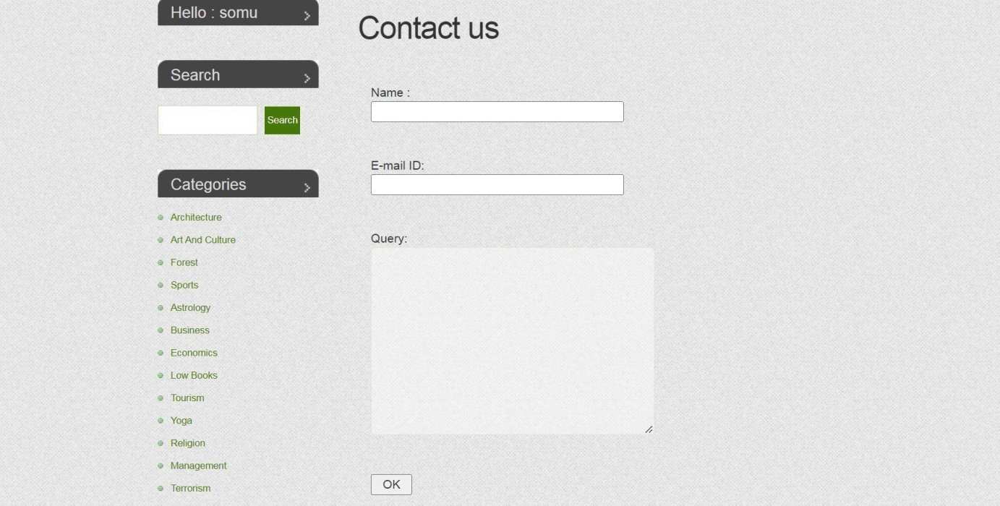 Hello : somu
Search
Search
Categories
Architecture
Art And Culture
Forest
Sports
Astrology
Business
Economics
Low Books
Tourism
Yoga
Religion
Management
Terrorism
Contact us
Name :
E-mail ID:
Query:
OK